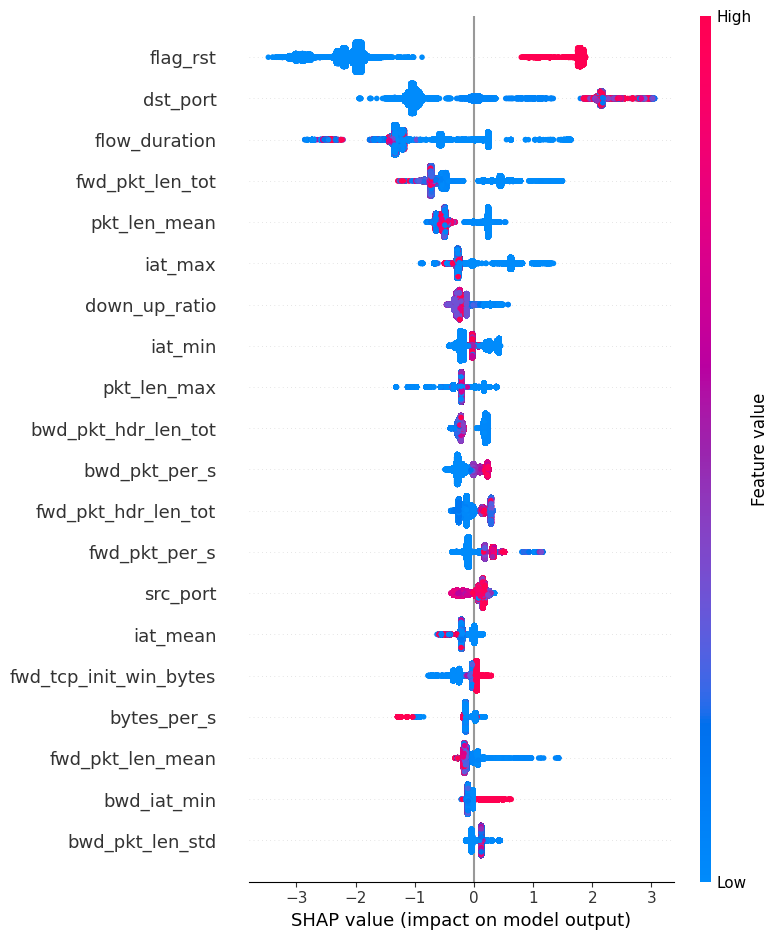 High
flag_rst
dst_port
flow_duration
fwd_pkt_len_tot
pkt_len_mean
iat_max
down_up_ratio
iat_min
pkt_len_max
bwd_pkt_hdr_len_tot
bwd_pkt_per_s
fwd_pkt_hdr_len_tot
fwd_pkt_per_s
src_port
iat_mean
fwd_tcp_init_win_bytes
bytes_per_s
fwd_pkt_len_mean
bwd_iat_min
bwd_pkt_len_std
Feature value
Low
−3 −2 −1 0 1 2 3
SHAP value (impact on model output)